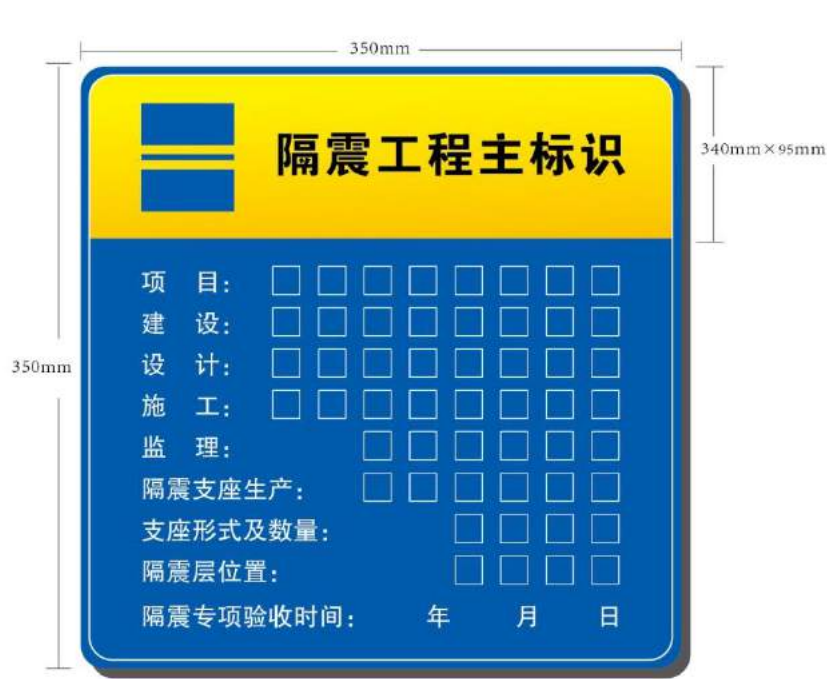 350mm
隔震工程主标识
340mm×95mm
项 目：□□□□□□□□
建 设：□□□□□□□□
350mm
设 计：□□□□□□□□
施 工：□□□□□□□□
监 理：□□□□□□
隔震支座生产：□□□□□□
支座形式及数量：□□□□
隔震层位置：□□□□
隔震专项验收时间： 年 月 日